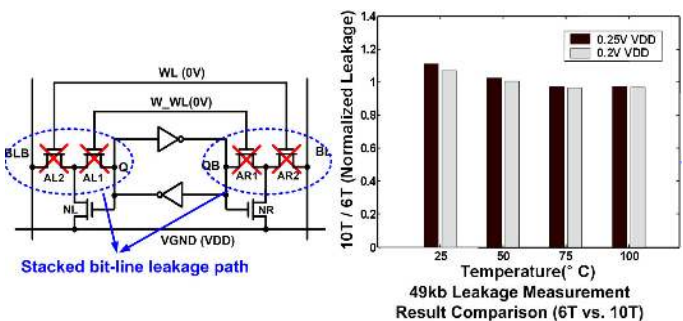 WL (0V)
W_WL(0V)
BLB
BL
AL2
AL1
Q
QB
AR1
AR2
NL
NR
VGND (VDD)
Stacked bit-line leakage path
10T / 6T (Normalized Leakage)
1.4
1.2
1
0.8
0.6
0.4
0.2
0
0.25V VDD
0.2V VDD
25
50
75
100
Temperature(° C)
49kb Leakage Measurement
Result Comparison (6T vs. 10T)